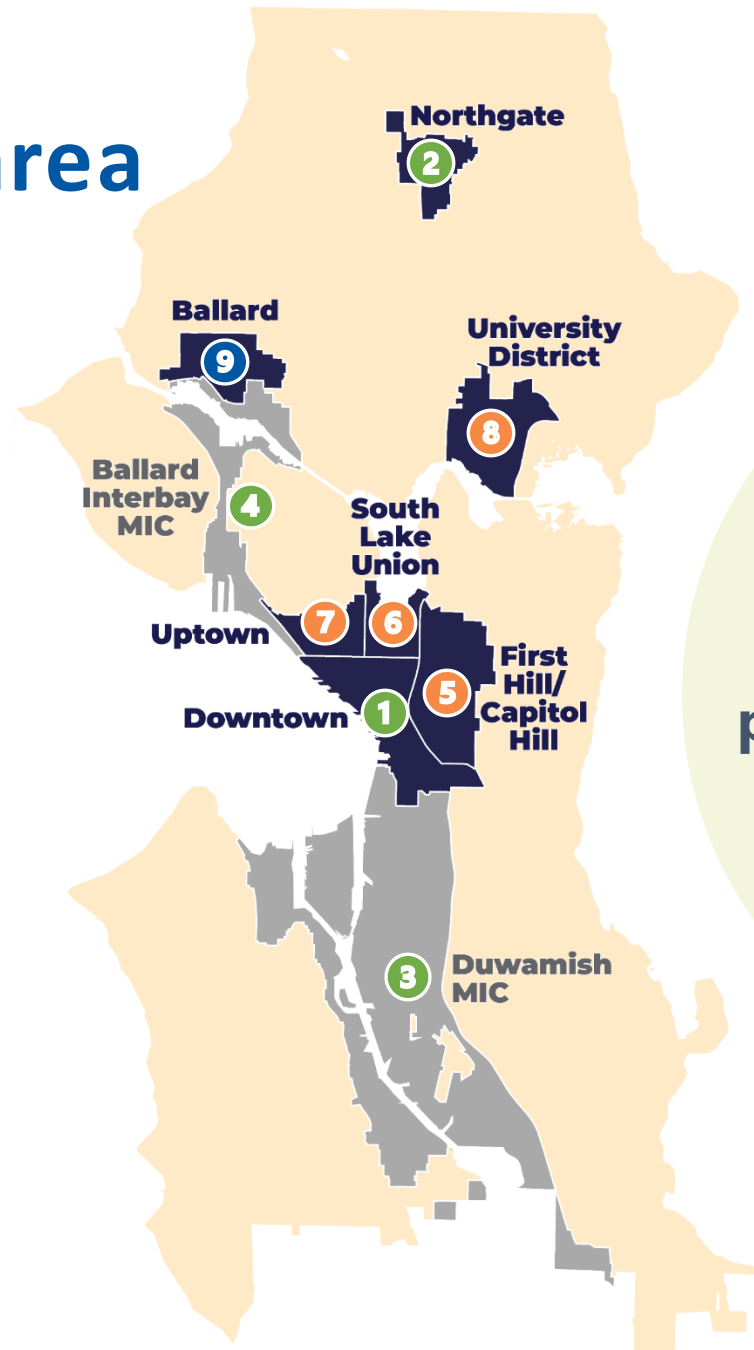 Northgate
2
Ballard
9
University
District
8
Ballard
Interbay
MIC
4
South
Lake
Union
Uptown
7
6
First
Hill/
Capitol
Hill
5
Downtown
1
3
Duwamish
MIC